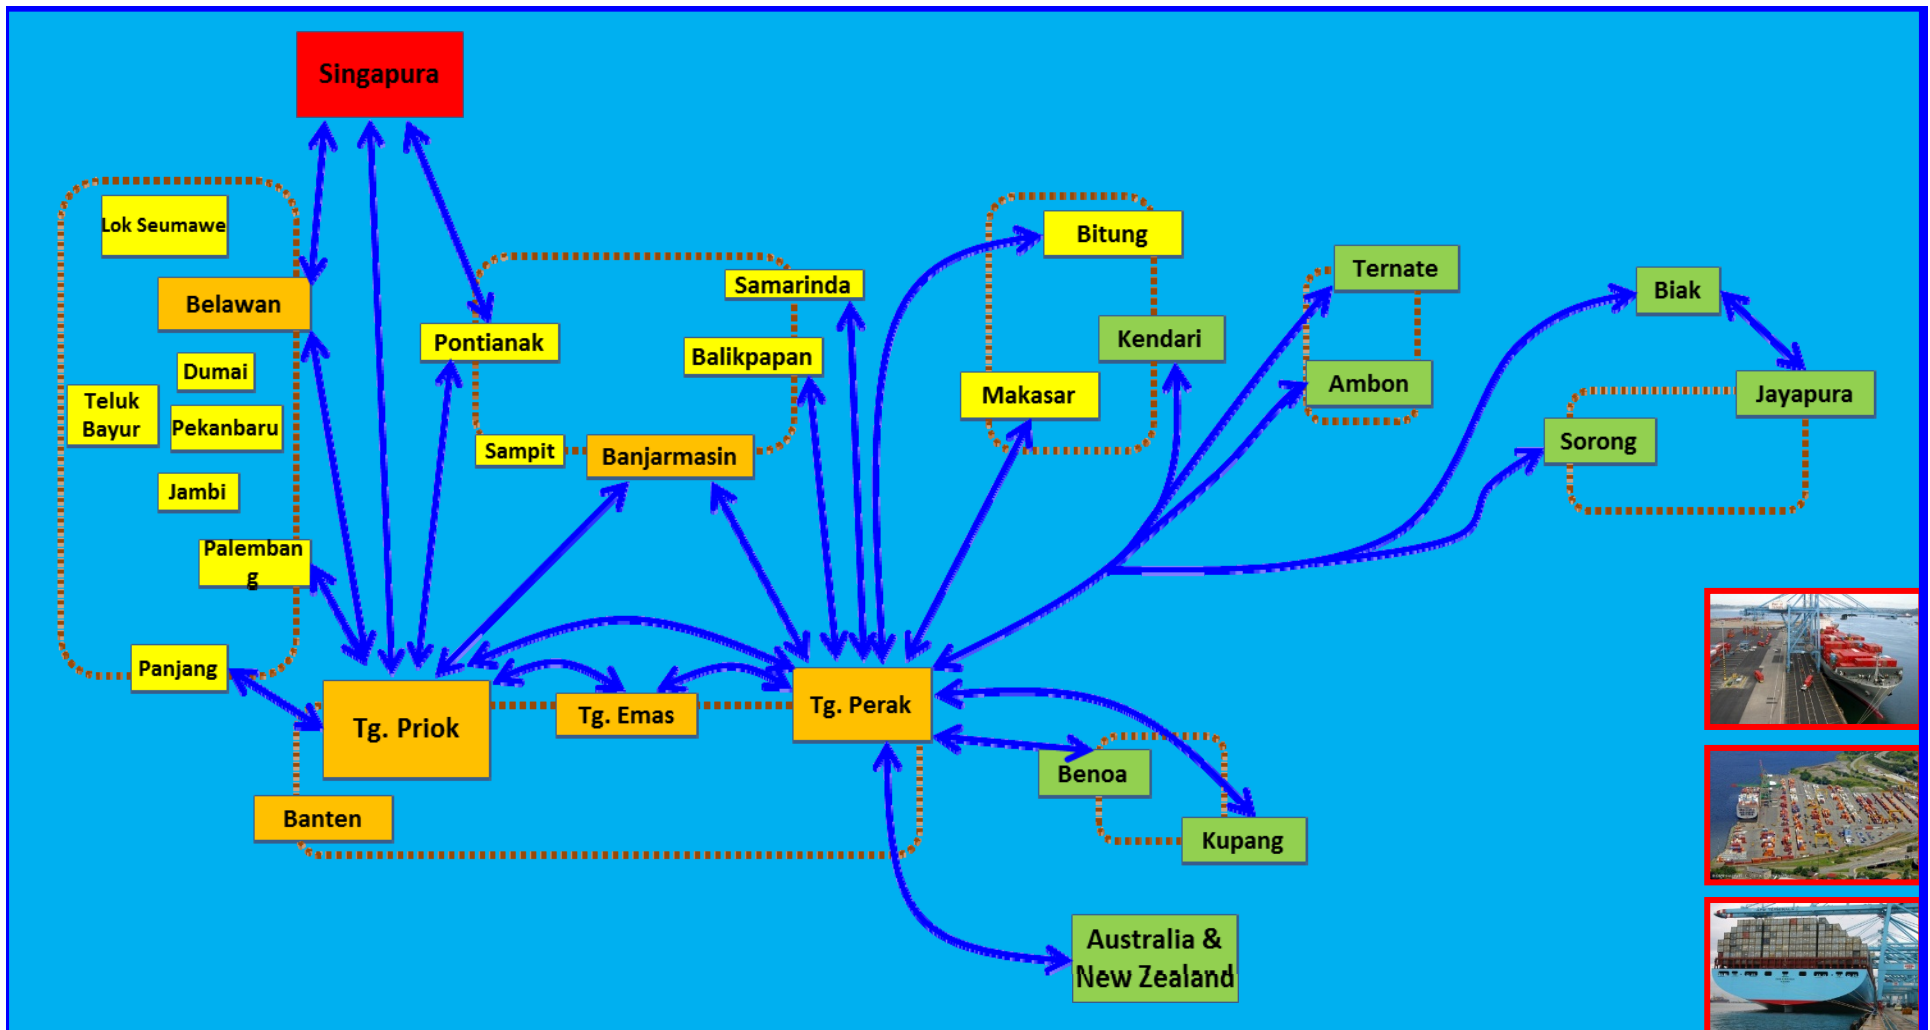 Singapura
Lok Seumawe
Belawan
Dumai
Teluk
Bayur
Pekanbaru
Jambi
Palemban
g
Panjang
Pontianak
Samarinda
Balikpapan
Sampit
Banjarmasin
Bitung
Kendari
Makasar
Ternate
Ambon
Biak
Jayapura
Sorong
Tg. Priok
Tg. Emas
Tg. Perak
Banten
Benoa
Kupang
Australia &
New Zealand